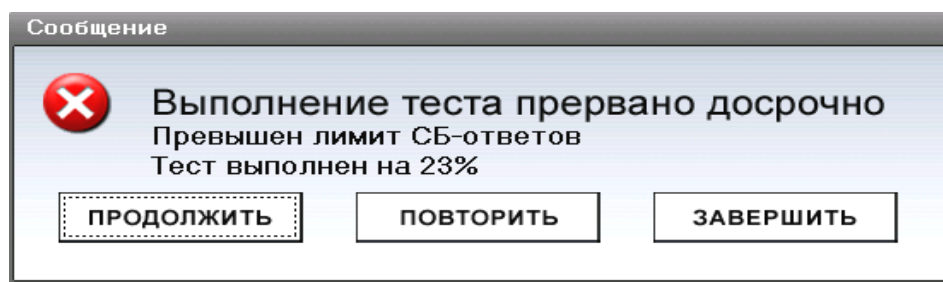 Сообщение
Выполнение теста прервано досрочно
Превышен лимит СБ-ответов
Тест выполнен на 23%
ПРОДОЛЖИТЬ ПОВТОРИТЬ ЗАВЕРШИТЬ